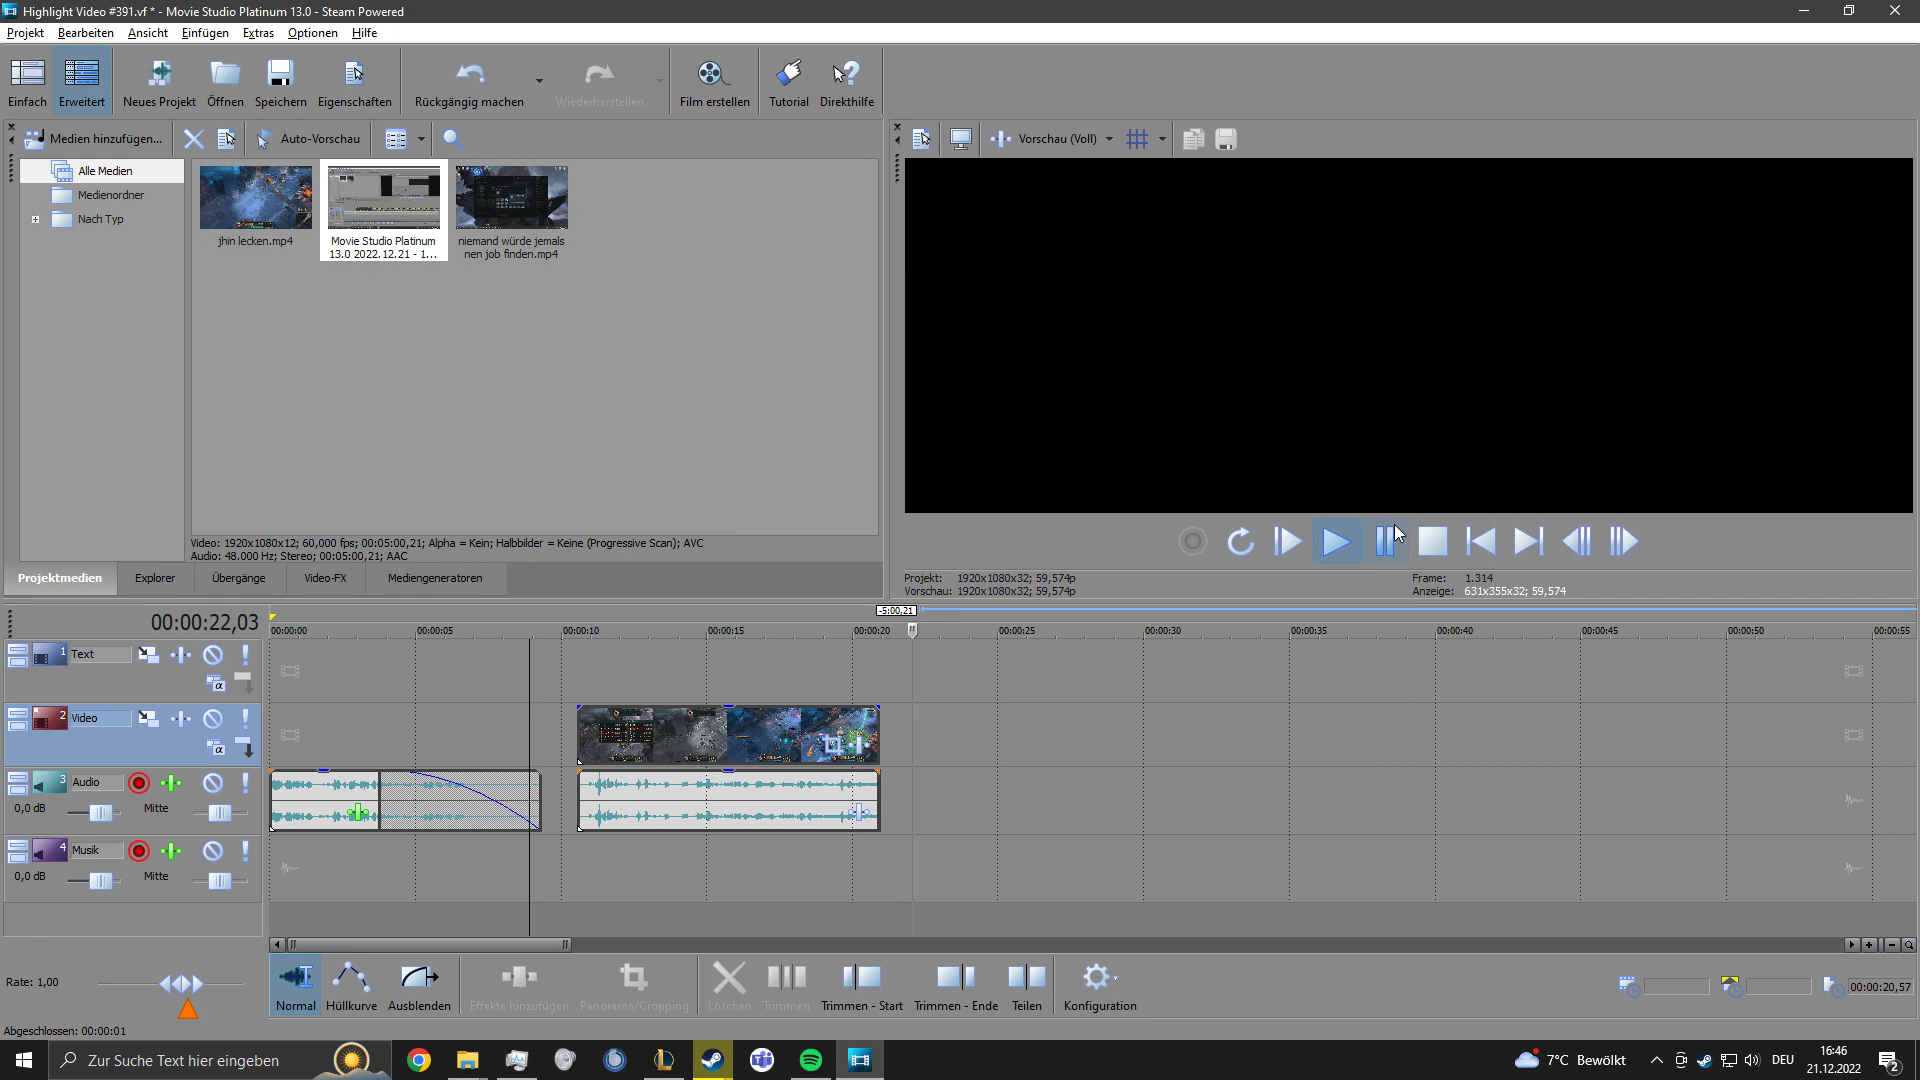 Highlight Video #391.vf * - Movie Studio Platinum 13.0 - Steam Powered
Projekt Bearbeiten Ansicht Einfügen Extras Optionen Hilfe
Einfach Erweitert Neues Projekt Öffnen Speichern Eigenschaften Rückgängig machen Wiederherstellen Film erstellen Tutorial Direkthilfe
Medien hinzufügen... Auto-Vorschau Vorschau (Voll)
Alle Medien
Medienordner
Nach Typ
jhin lecken.mp4
Movie Studio Platinum
13.0 2022.12.21 - 1...
niemand würde jemals
nen job finden.mp4
Video: 1920x1080x12; 60,000 fps; 00:05:00,21; Alpha = Kein; Halbbilder = Keine (Progressive Scan); AVC
Audio: 48.000 Hz; Stereo; 00:05:00,21; AAC
Projektmedien Explorer Übergänge Video-FX Mediengeneratoren
Projekt: 1920x1080x32; 59,574p
Vorschau: 1920x1080x32; 59,574p
Frame: 1.314
Anzeige: 631x355x32; 59,574
00:00:22,03
-5:00,21
00:00:00 00:00:05 00:00:10 00:00:15 00:00:20 00:00:25 00:00:30 00:00:35 00:00:40 00:00:45 00:00:50 00:00:55
1 Text
2 Video
3 Audio
0,0 dB Mitte
4 Musik
0,0 dB Mitte
Rate: 1,00
Normal Hüllkurve Ausblenden Effekte hinzufügen Panorama/Cropping Löschen Trimmen Trimmen - Start Trimmen - Ende Teilen Konfiguration
00:00:20,57
Abgeschlossen: 00:00:01
Zur Suche Text hier eingeben
7°C Bewölkt
DEU
16:46
21.12.2022
2